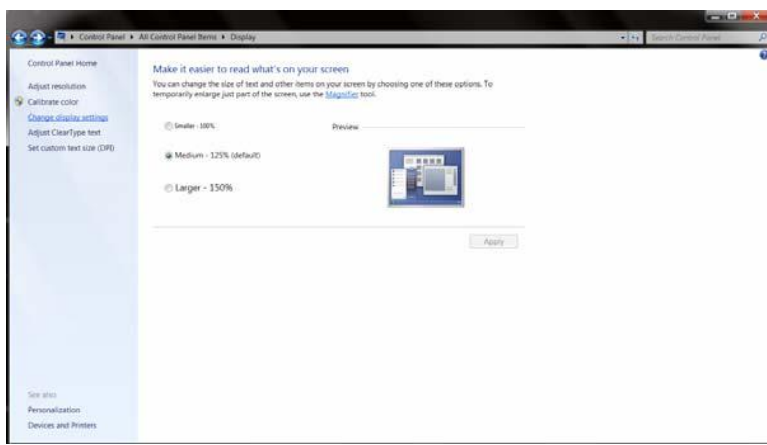 Control Panel ▸ All Control Panel Items ▸ Display
Search Control Panel
Control Panel Home
Adjust resolution
Calibrate color
Change display settings
Adjust ClearType text
Set custom text size (DPI)
Make it easier to read what's on your screen
You can change the size of text and other items on your screen by choosing one of these options. To
temporarily enlarge just part of the screen, use the Magnifier tool.
Smaller - 100%
Preview
Medium - 125% (default)
Larger - 150%
Apply
See also
Personalization
Devices and Printers